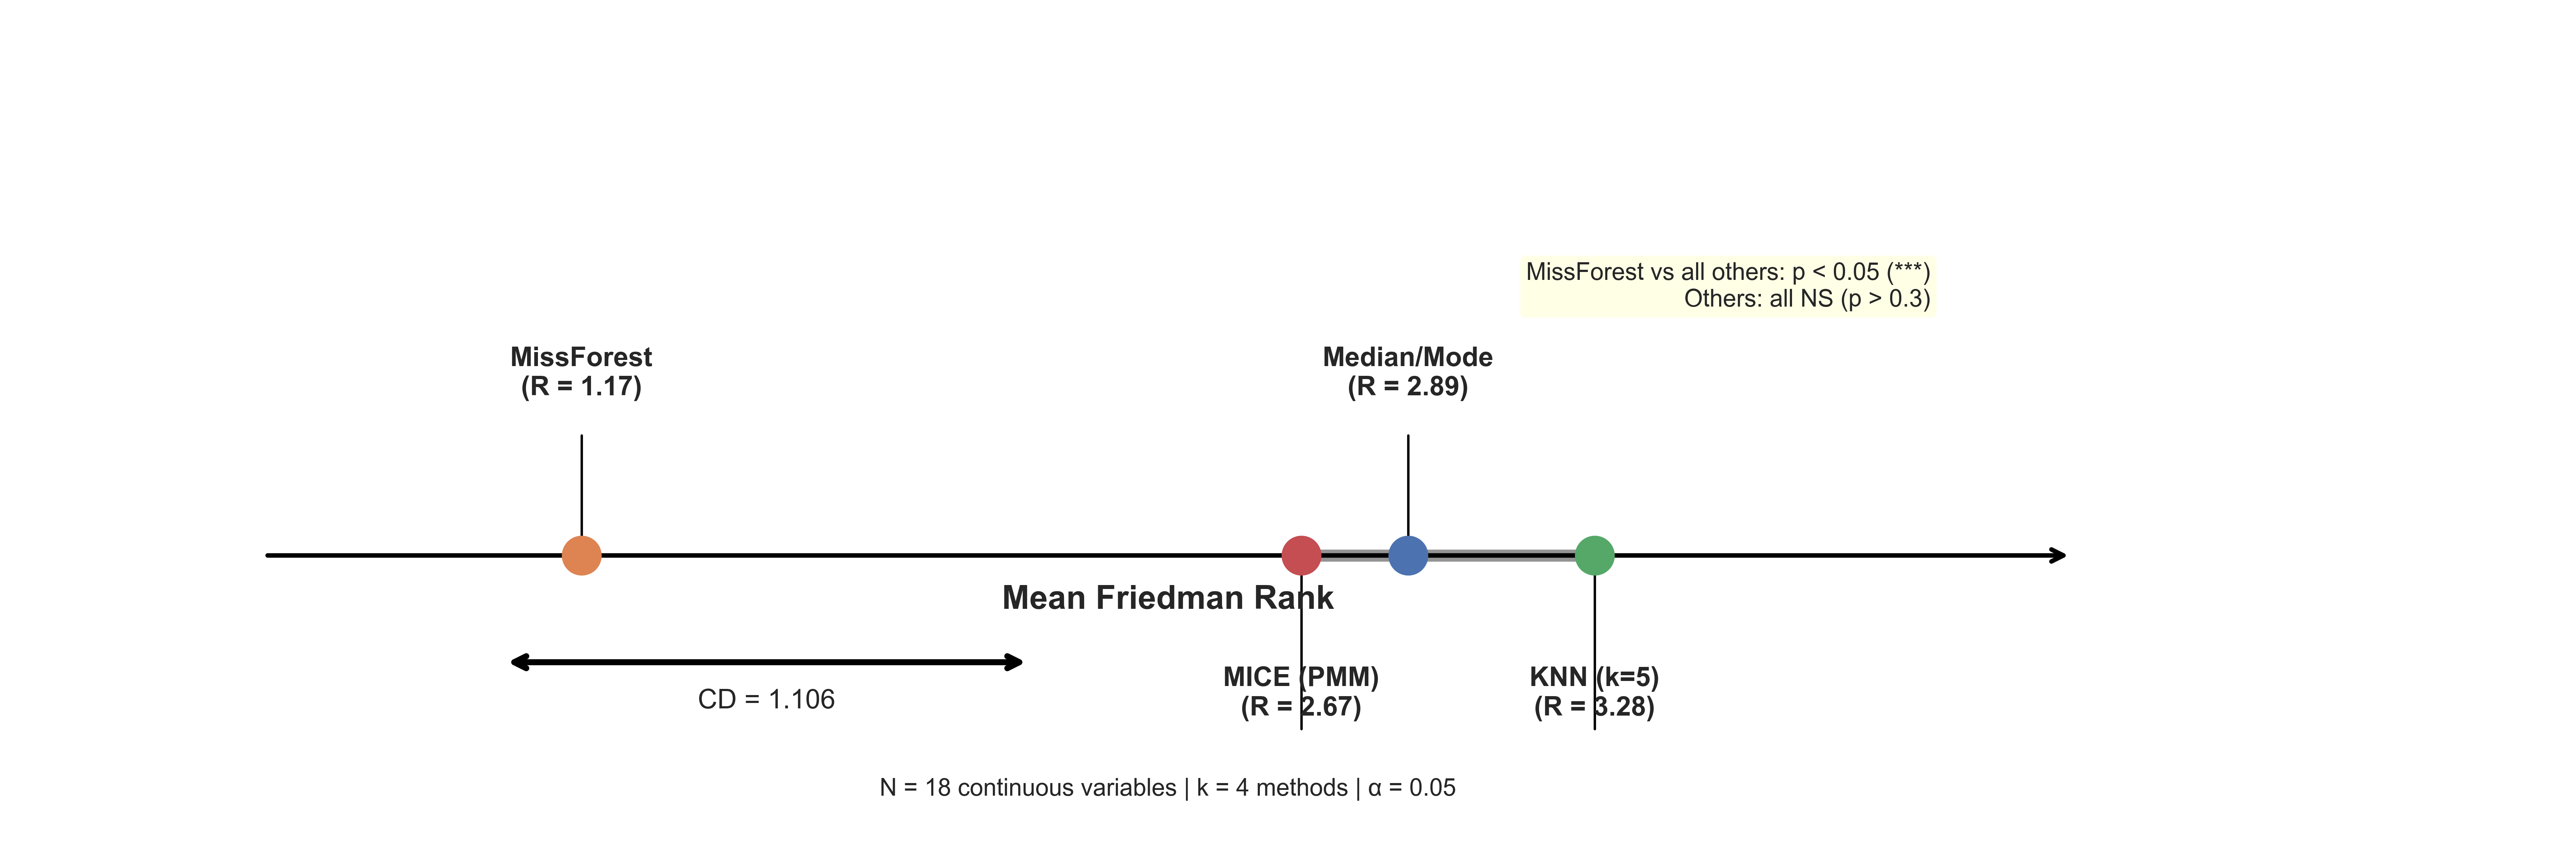 MissForest vs all others: p < 0.05 (***)
Others: all NS (p > 0.3)
MissForest
(R = 1.17)
Median/Mode
(R = 2.89)
Mean Friedman Rank
CD = 1.106
MICE (PMM)
(R = 2.67)
KNN (k=5)
(R = 3.28)
N = 18 continuous variables | k = 4 methods | α = 0.05